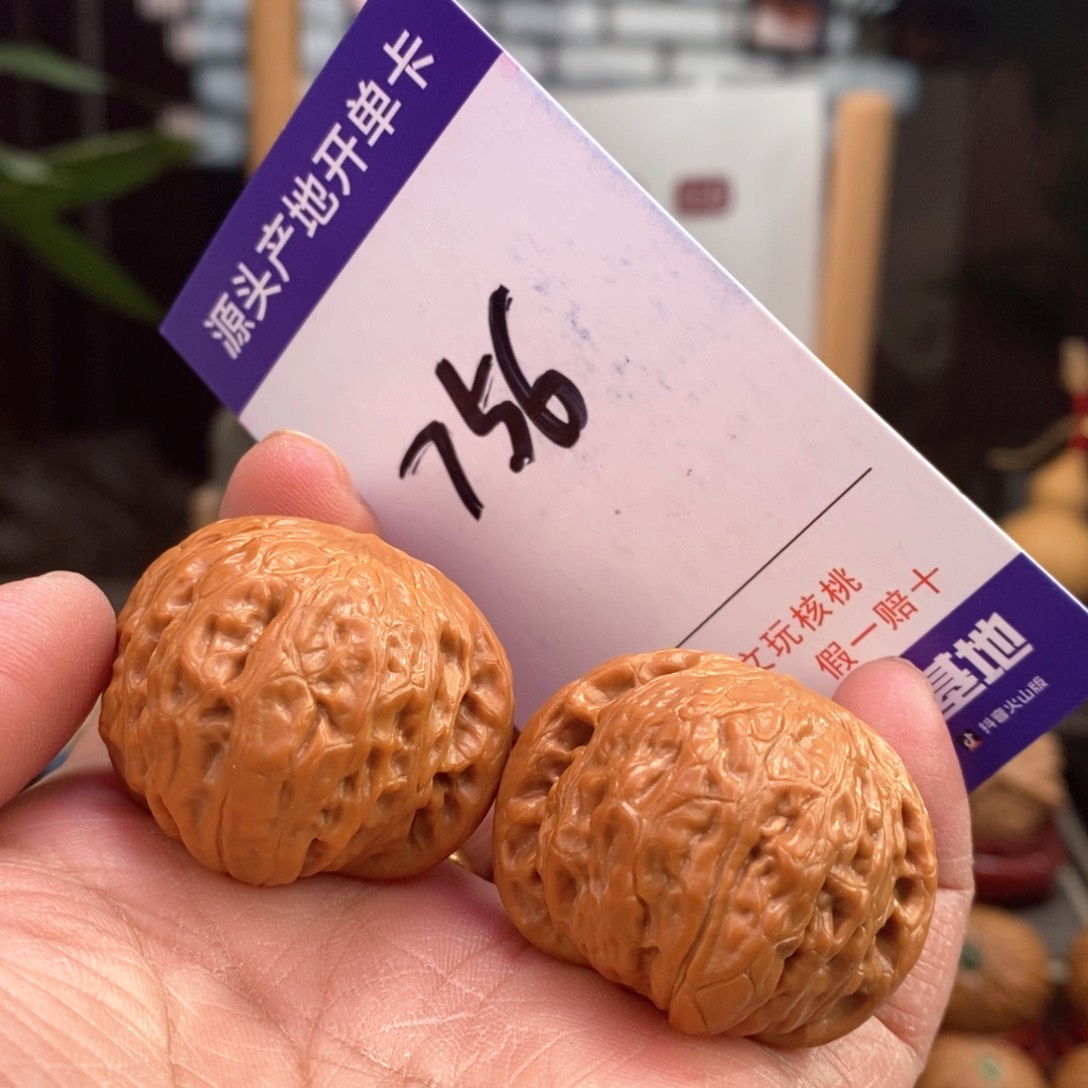 源头产地开单卡
756
文玩核桃
假一赔十
基地
抖音火山版